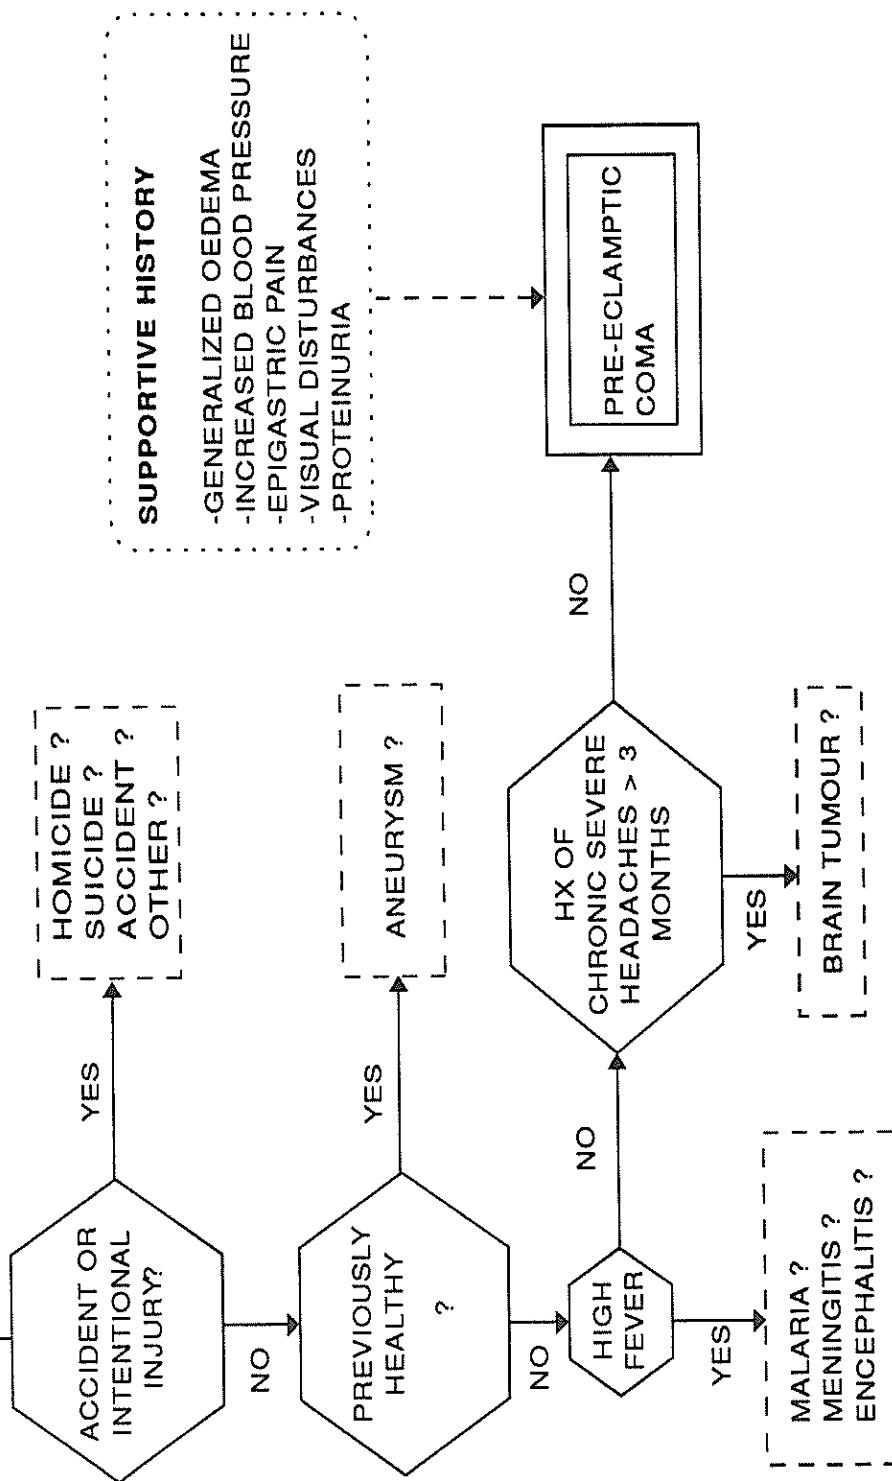 ACCIDENT OR
INTENTIONAL
INJURY?
YES
HOMICIDE ?
SUICIDE ?
ACCIDENT ?
OTHER ?
NO
PREVIOUSLY
HEALTHY
?
YES
ANEURYSM ?
NO
HIGH
FEVER
YES
MALARIA ?
MENINGITIS ?
ENCEPHALITIS ?
NO
HX OF
CHRONIC SEVERE
HEADACHES > 3
MONTHS
YES
BRAIN TUMOUR ?
NO
PRE-ECLAMPTIC
COMA
SUPPORTIVE HISTORY
-GENERALIZED OEDEMA
-INCREASED BLOOD PRESSURE
-EPIGASTRIC PAIN
-VISUAL DISTURBANCES
-PROTEINURIA